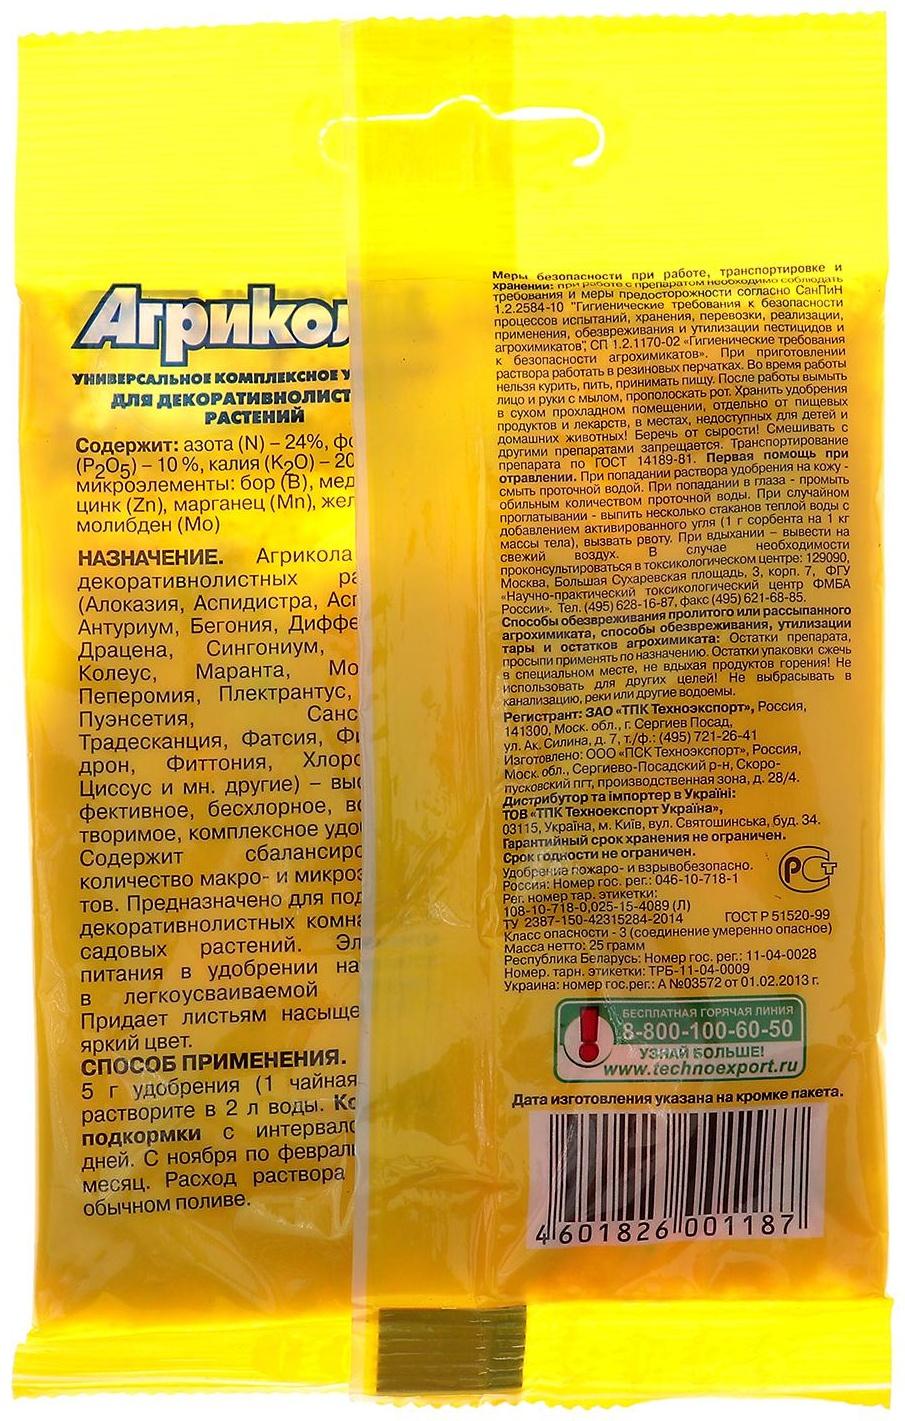 Агрикол
УНИВЕРСАЛЬНОЕ КОМПЛЕКСНОЕ У
ДЛЯ ДЕКОРАТИВНОЛИСТ
РАСТЕНИЙ
Содержит: азота (N) – 24%, фо
(P2O5) – 10 %, калия (K2O) – 20
микроэлементы: бор (B), мед
цинк (Zn), марганец (Mn), жел
молибден (Mo)
НАЗНАЧЕНИЕ. Агрикола
декоративнолистных ра
(Алоказия, Аспидистра, Асп
Антуриум, Бегония, Диффе
Драцена, Сингониум,
Колеус, Маранта, Мо
Пеперомия, Плектрантус,
Пуэнсетия, Санс
Традесканция, Фатсия, Фи
дрон, Фиттония, Хлоро
Циссус и мн. другие) – выс
фективное, бесхлорное, во
творимое, комплексное удо
Содержит сбалансиро
количество макро- и микроэ
тов. Предназначено для под
декоративнолистных комна
садовых растений. Эл
питания в удобрении на
в легкоусваиваемой
Придает листьям насыще
яркий цвет.
СПОСОБ ПРИМЕНЕНИЯ.
5 г удобрения (1 чайная
растворите в 2 л воды. Ко
подкормки с интервало
дней. С ноября по феврал
месяц. Расход раствора
обычном поливе.
Меры безопасности при работе, транспортировке и
хранении: при работе с препаратом необходимо соблюдать
требования и меры предосторожности согласно СанПиН
1.2.2584-10 "Гигиенические требования к безопасности
процессов испытаний, хранения, перевозки, реализации,
применения, обезвреживания и утилизации пестицидов и
агрохимикатов", СП 1.2.1170-02 «Гигиенические требования
к безопасности агрохимикатов». При приготовлении
раствора работать в резиновых перчатках. Во время работы
нельзя курить, пить, принимать пищу. После работы вымыть
лицо и руки с мылом, прополоскать рот. Хранить удобрения
в сухом прохладном помещении, отдельно от пищевых
продуктов и лекарств, в местах, недоступных для детей и
домашних животных! Беречь от сырости! Смешивать с
другими препаратами запрещается. Транспортирование
препарата по ГОСТ 14189-81. Первая помощь при
отравлении. При попадании раствора удобрения на кожу -
смыть проточной водой. При попадании в глаза - промыть
обильным количеством проточной воды. При случайном
проглатывании - выпить несколько стаканов теплой воды с
добавлением активированного угля (1 г сорбента на 1 кг
массы тела), вызвать рвоту. При вдыхании – вывести на
свежий воздух. В случае необходимости
проконсультироваться в токсикологическом центре: 129090,
Москва, Большая Сухаревская площадь, 3, корп. 7, ФГУ
«Научно-практический токсикологический центр ФМБА
России». Тел. (495) 628-16-87, факс (495) 621-68-85.
Способы обезвреживания пролитого или рассыпанного
агрохимиката, способы обезвреживания, утилизации
тары и остатков агрохимиката: Остатки препарата,
просыпи применять по назначению. Остатки упаковки сжечь
в специальном месте, не вдыхая продуктов горения! Не
использовать для других целей! Не выбрасывать в
канализацию, реки или другие водоемы.
Регистрант: ЗАО «ТПК Техноэкспорт», Россия,
141300, Моск. обл., г. Сергиев Посад,
ул. Ак. Силина, д. 7, т./ф.: (495) 721-26-41
Изготовлено: ООО «ПСК Техноэкспорт», Россия,
Моск. обл., Сергиево-Посадский р-н, Скоро-
пусковский пгт, производственная зона, д. 28/4.
Дистрибутор та імпортер в Україні:
ТОВ «ТПК Техноекспорт Україна»,
03115, Україна, м. Київ, вул. Святошинська, буд. 34.
Гарантийный срок хранения не ограничен.
Срок годности не ограничен.
Удобрение пожаро- и взрывобезопасно.
Россия: Номер гос. рег.: 046-10-718-1
Рег. номер тар. этикетки:
108-10-718-0,025-15-4089 (Л)
ТУ 2387-150-42315284-2014 ГОСТ Р 51520-99
Класс опасности - 3 (соединение умеренно опасное)
Масса нетто: 25 грамм
Республика Беларусь: Номер гос. рег.: 11-04-0028
Номер. тарн. этикетки: ТРБ-11-04-0009
Украина: номер гос.рег.: А №03572 от 01.02.2013 г.
РСТ
БЕСПЛАТНАЯ ГОРЯЧАЯ ЛИНИЯ
8-800-100-60-50
УЗНАЙ БОЛЬШЕ!
www.technoexport.ru
Дата изготовления указана на кромке пакета.
4 601826 001187